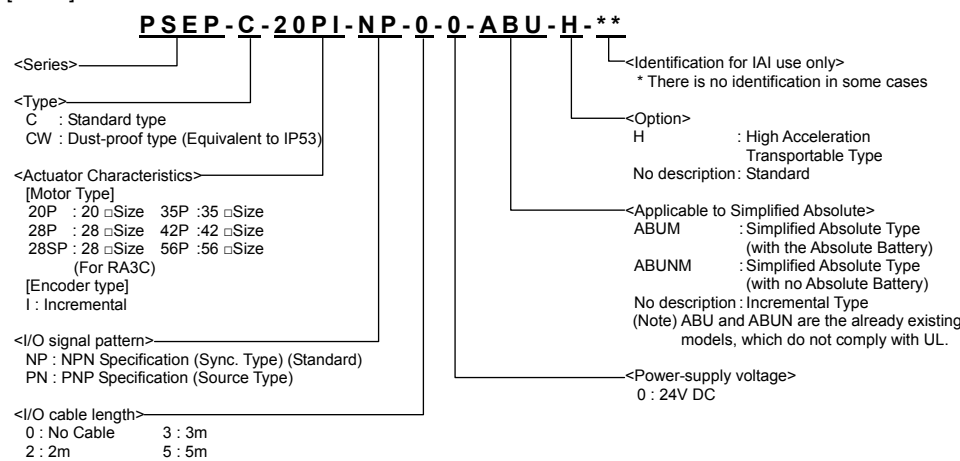 PSEP-C-20PI-NP-0-0-ABU-H-**
<Series>
<Type>
C : Standard type
CW : Dust-proof type (Equivalent to IP53)
<Actuator Characteristics>
[Motor Type]
20P : 20 □Size 35P :35 □Size
28P : 28 □Size 42P :42 □Size
28SP : 28 □Size 56P :56 □Size
(For RA3C)
[Encoder type]
I : Incremental
<I/O signal pattern>
NP : NPN Specification (Sync. Type) (Standard)
PN : PNP Specification (Source Type)
<I/O cable length>
0 : No Cable 3 : 3m
2 : 2m 5 : 5m
<Identification for IAI use only>
* There is no identification in some cases
<Option>
H : High Acceleration
Transportable Type
No description : Standard
<Applicable to Simplified Absolute>
ABUM : Simplified Absolute Type
(with the Absolute Battery)
ABUNM : Simplified Absolute Type
(with no Absolute Battery)
No description : Incremental Type
(Note) ABU and ABUN are the already existing
models, which do not comply with UL.
<Power-supply voltage>
0 : 24V DC